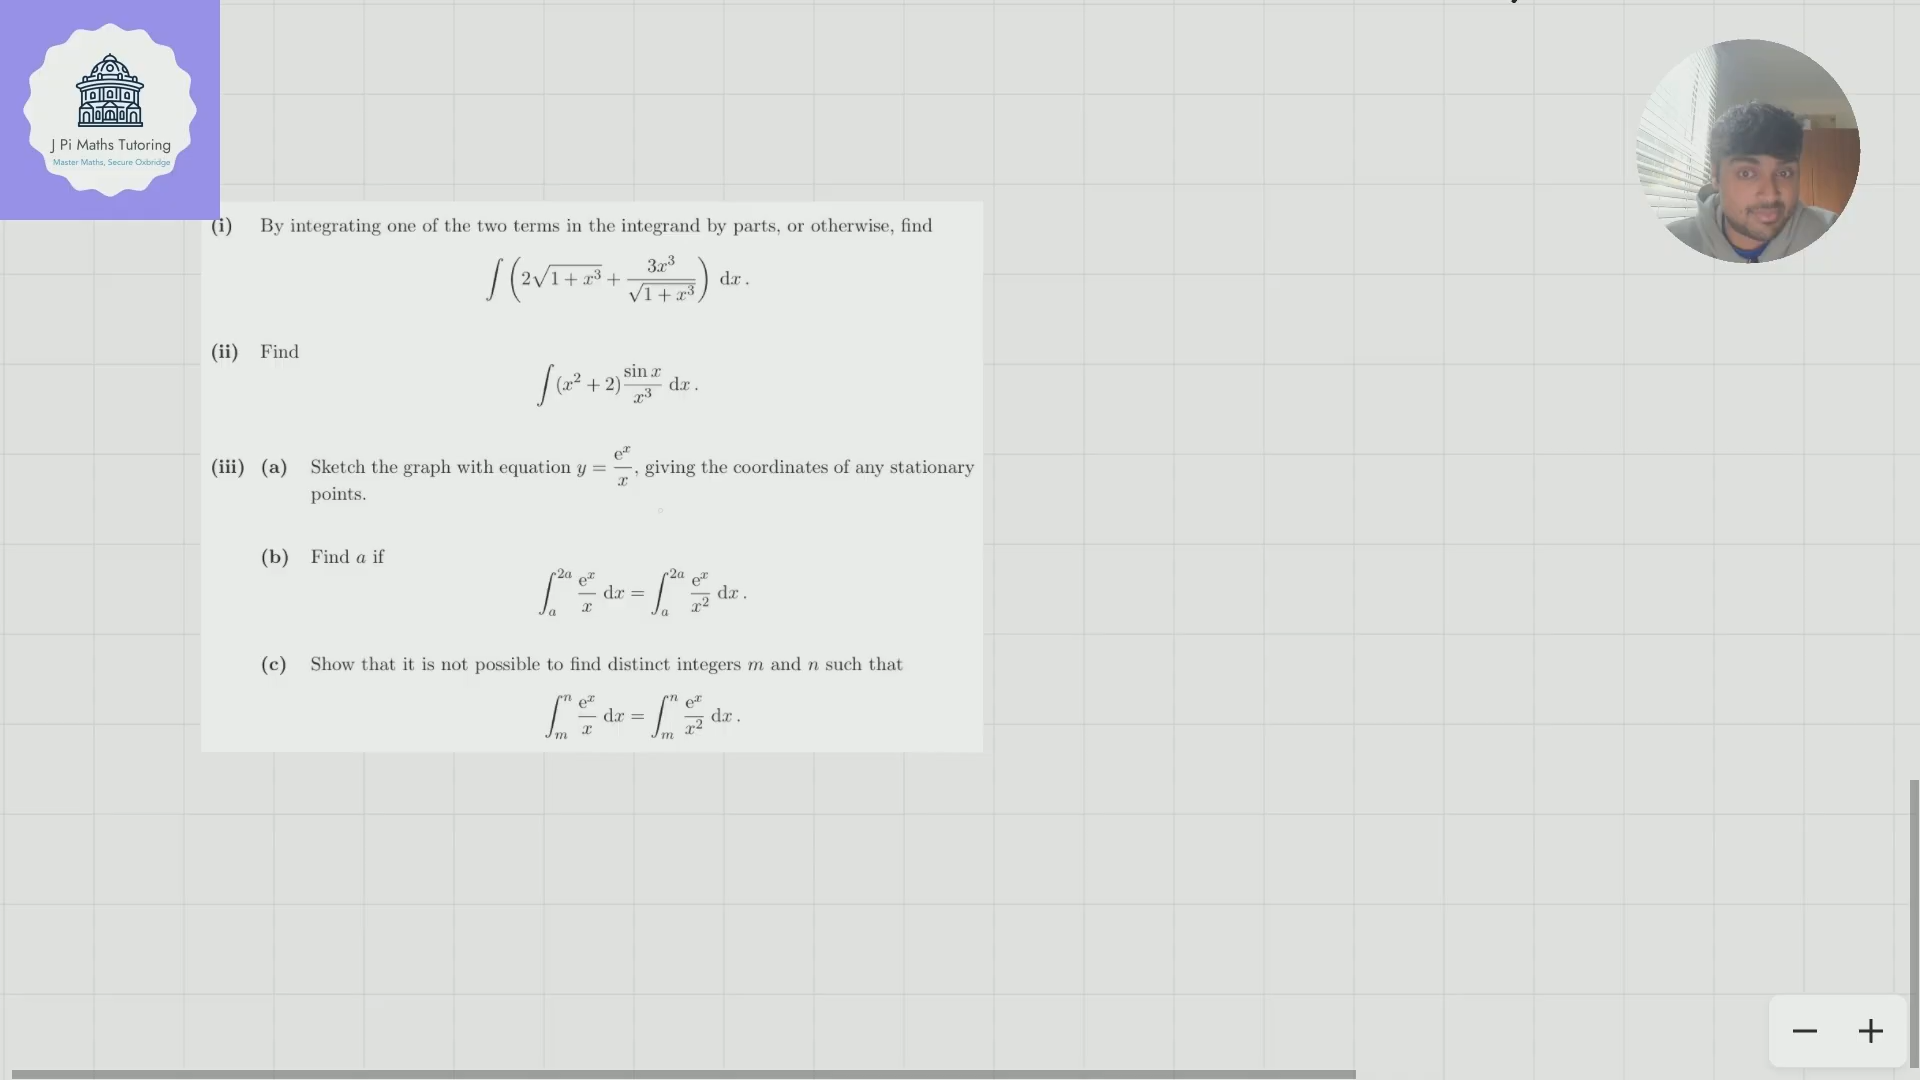 J Pi Maths Tutoring
Master Maths, Secure Oxbridge
(i) By integrating one of the two terms in the integrand by parts, or otherwise, find
∫ (2√(1 + x³) + 3x³/√(1 + x³)) dx .
(ii) Find
∫ (x² + 2) sin x/x³ dx .
(iii) (a) Sketch the graph with equation y = eˣ/x, giving the coordinates of any stationary
points.
(b) Find a if
∫ₐ²ᵃ eˣ/x dx = ∫ₐ²ᵃ eˣ/x² dx .
(c) Show that it is not possible to find distinct integers m and n such that
∫ₘⁿ eˣ/x dx = ∫ₘⁿ eˣ/x² dx .